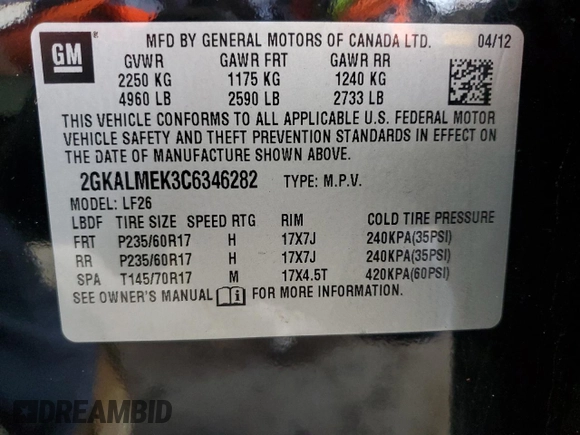 GM
MFD BY GENERAL MOTORS OF CANADA LTD. 04/12
GVWR GAWR FRT GAWR RR
2250 KG 1175 KG 1240 KG
4960 LB 2590 LB 2733 LB
THIS VEHICLE CONFORMS TO ALL APPLICABLE U.S. FEDERAL MOTOR
VEHICLE SAFETY AND THEFT PREVENTION STANDARDS IN EFFECT ON
THE DATE OF MANUFACTURE SHOWN ABOVE.
2GKALMEK3C6346282 TYPE: M.P.V.
MODEL: LF26
LBDF TIRE SIZE SPEED RTG RIM COLD TIRE PRESSURE
FRT P235/60R17 H 17X7J 240KPA(35PSI)
RR P235/60R17 H 17X7J 240KPA(35PSI)
SPA T145/70R17 M 17X4.5T 420KPA(60PSI)
SEE OWNER'S MANUAL FOR MORE INFORMATION.
DREAMBID